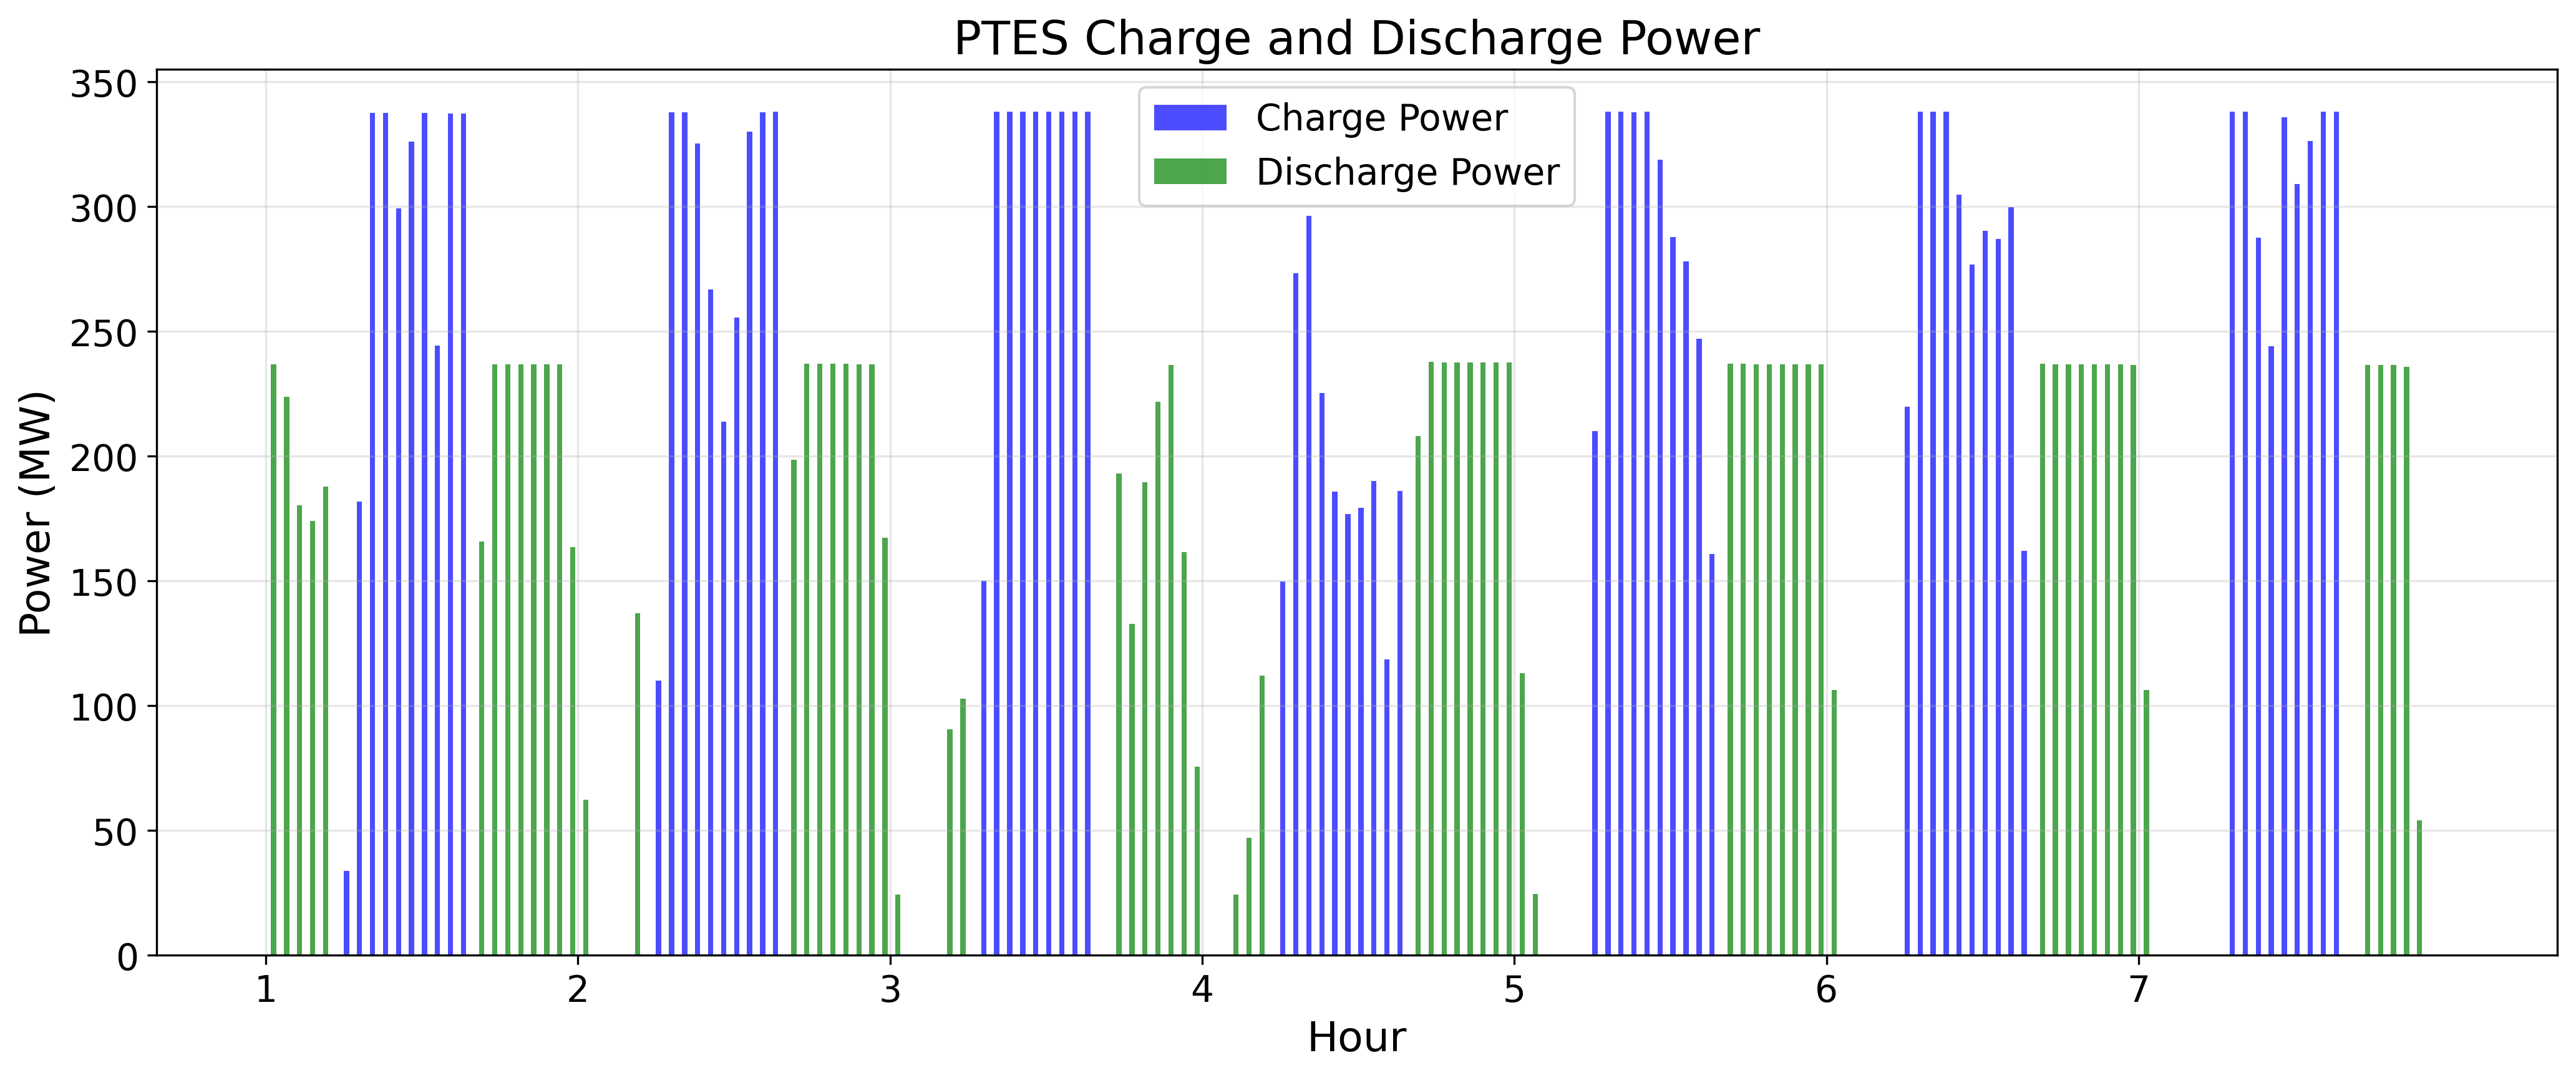 PTES Charge and Discharge Power
350
300
250
200
150
100
50
0
Power (MW)
Charge Power
Discharge Power
1 2 3 4 5 6 7
Hour